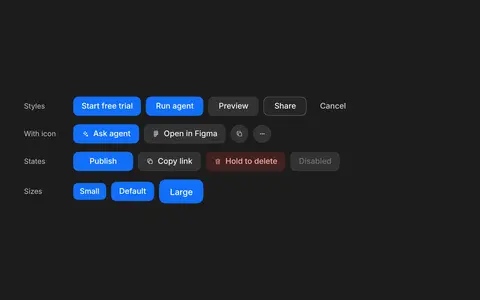 Styles Start free trial Run agent Preview Share Cancel
With icon Ask agent Open in Figma
States Publish Copy link Hold to delete Disabled
Sizes Small Default Large